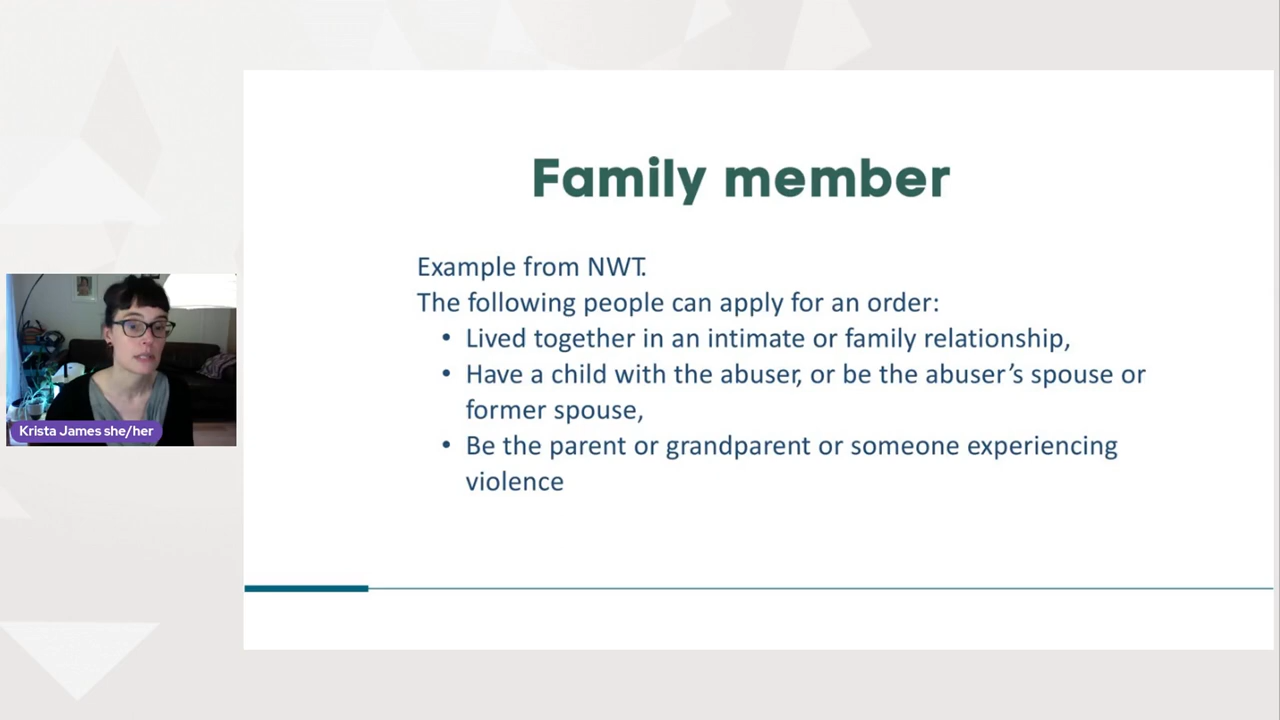 Family member
Example from NWT.
The following people can apply for an order:
• Lived together in an intimate or family relationship,
• Have a child with the abuser, or be the abuser’s spouse or
former spouse,
• Be the parent or grandparent or someone experiencing
violence
Krista James she/her